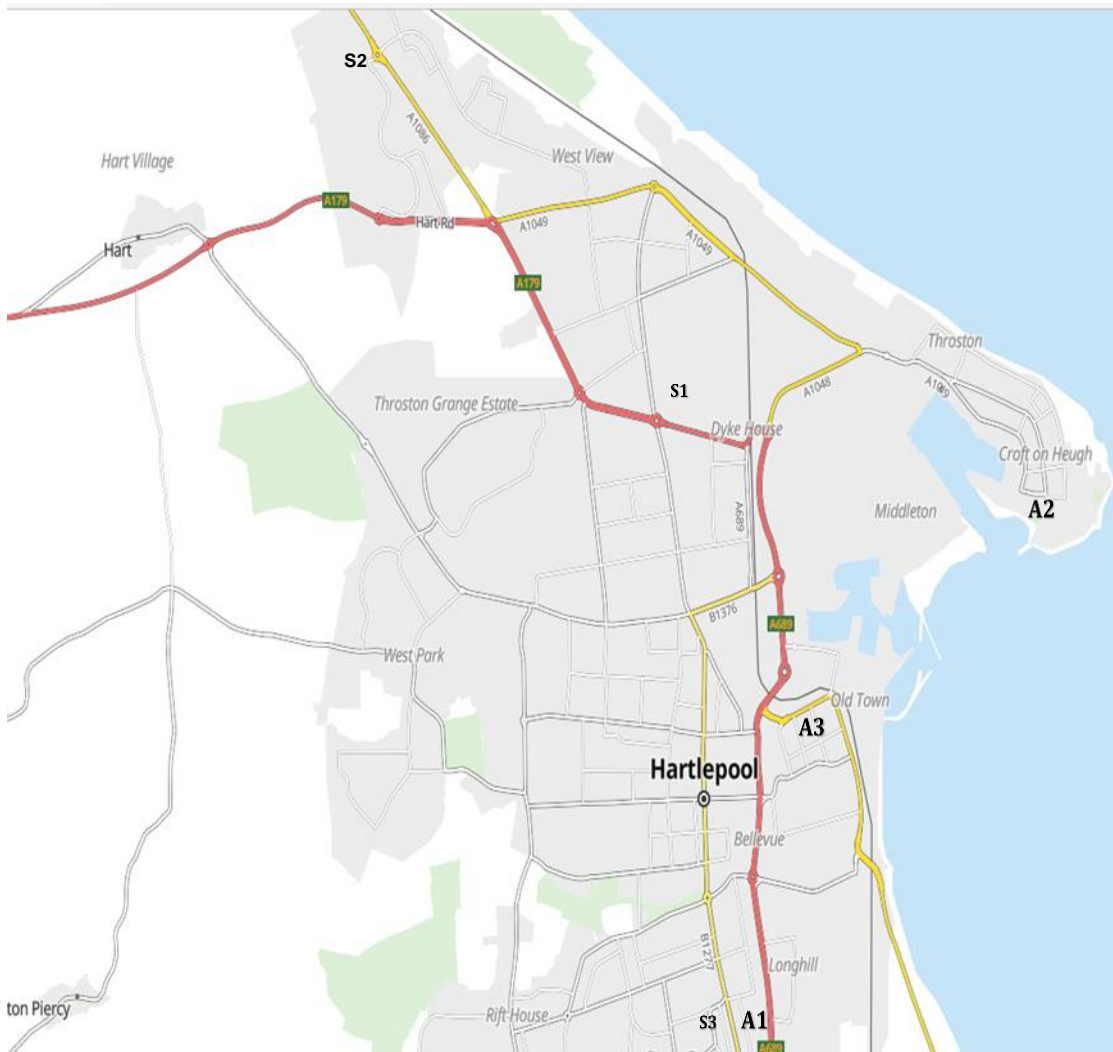 S2
A1086
Hart Village
West View
A179
Hart Rd
A1049
A1049
Hart
A179
Throston
A1048
S1
Throston Grange Estate
Dyke House
Croft on Heugh
A689
Middleton
A2
B1376
A689
West Park
Old Town
A3
Hartlepool
Bellevue
B1277
Longhill
ton Piercy
Rift House
S3
A1
A689